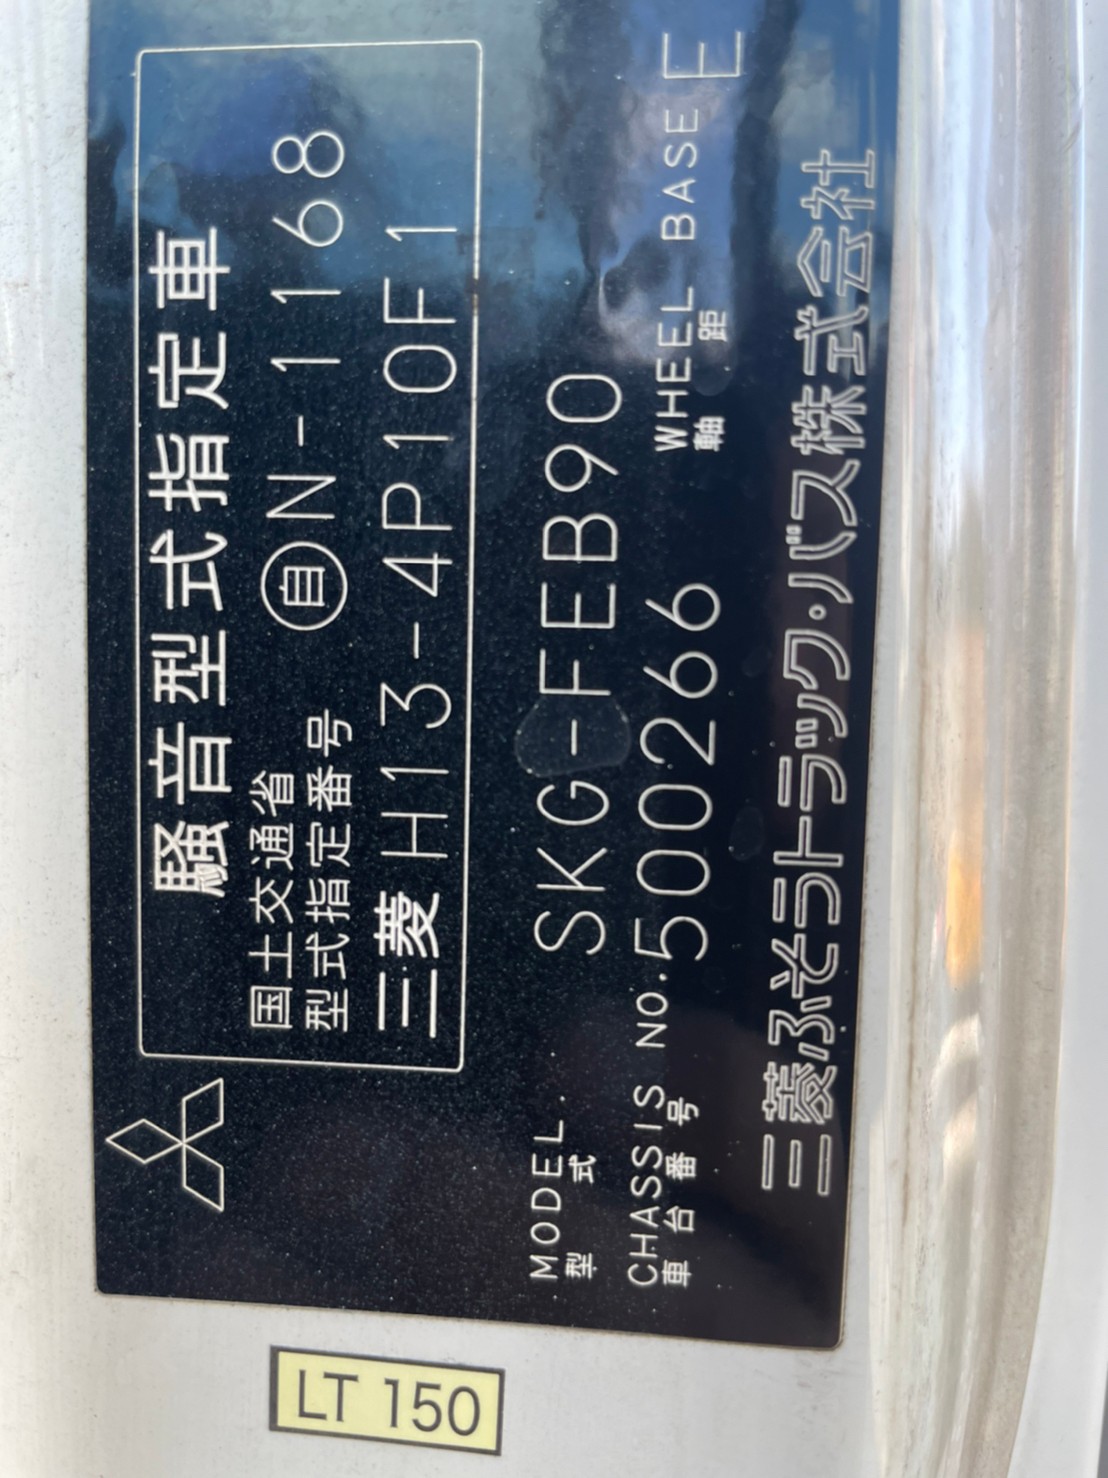 騒音型式指定車
国土交通省
型式指定番号
自 N-1168
三菱 H13-4P10F1
MODEL SKG-FEB90
型式
CHASSIS NO. 500266
車台番号
WHEEL BASE E
軸距
三菱ふそうトラック・バス株式会社
LT 150